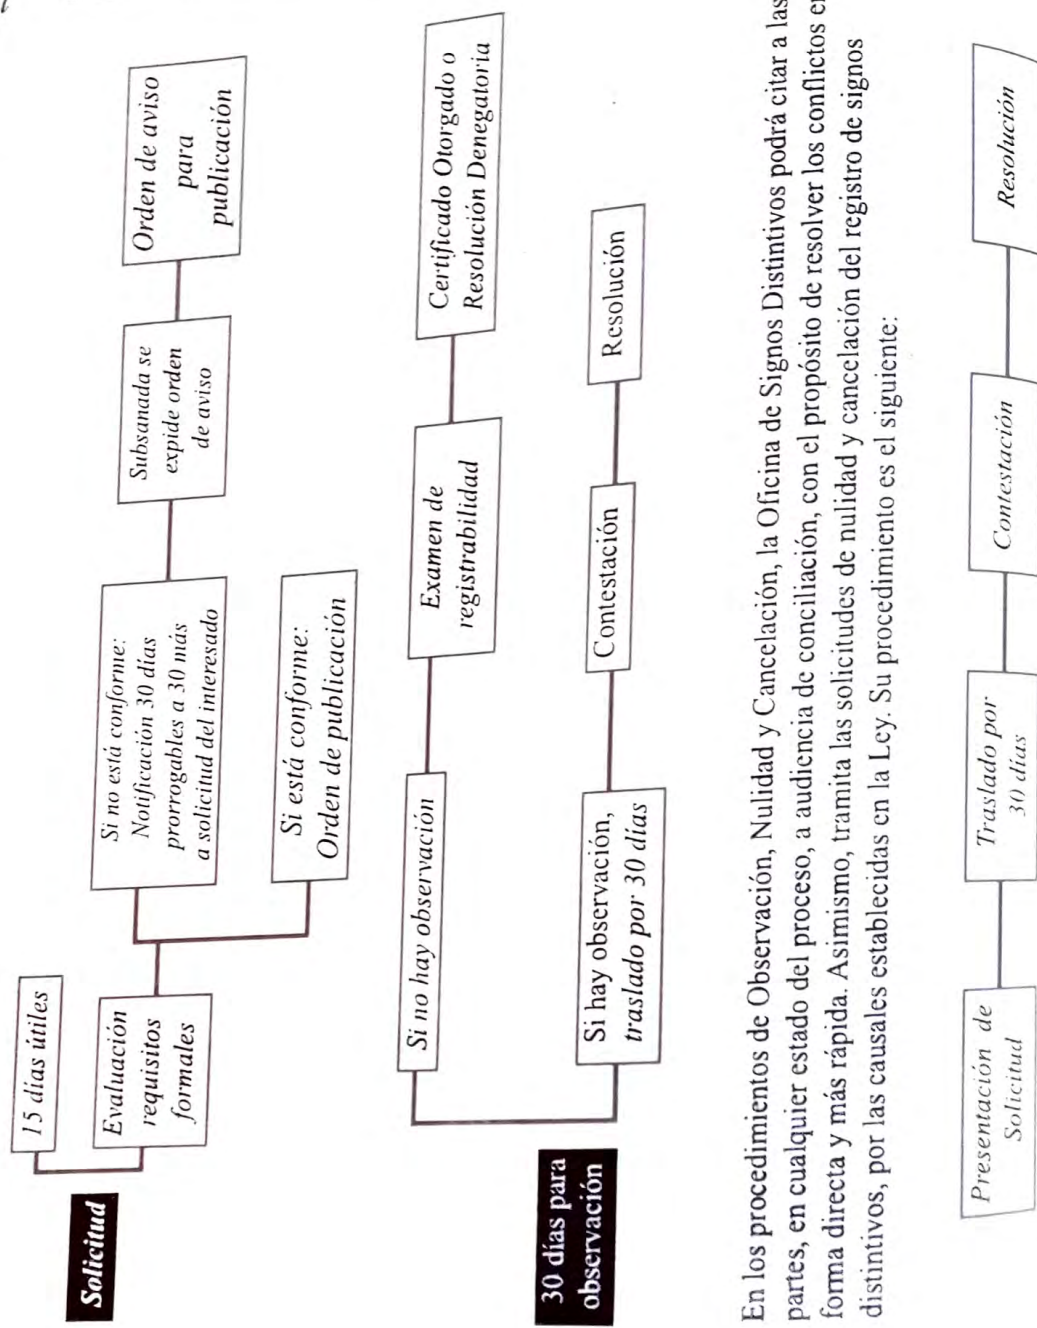 Solicitud
15 días útiles
Evaluación
requisitos
formales
Si no está conforme:
Notificación 30 días
prorrogables a 30 más
a solicitud del interesado
Subsanada se
expide orden
de aviso
Orden de aviso
para
publicación
Si está conforme:
Orden de publicación
30 días para
observación
Si no hay observación
Examen de
registrabilidad
Certificado Otorgado o
Resolución Denegatoria
Si hay observación,
traslado por 30 días
Contestación
Resolución
En los procedimientos de Observación, Nulidad y Cancelación, la Oficina de Signos Distintivos podrá citar a las
partes, en cualquier estado del proceso, a audiencia de conciliación, con el propósito de resolver los conflictos en
forma directa y más rápida. Asimismo, tramita las solicitudes de nulidad y cancelación del registro de signos
distintivos, por las causales establecidas en la Ley. Su procedimiento es el siguiente:
Presentación de
Solicitud
Traslado por
30 días
Contestación
Resolución